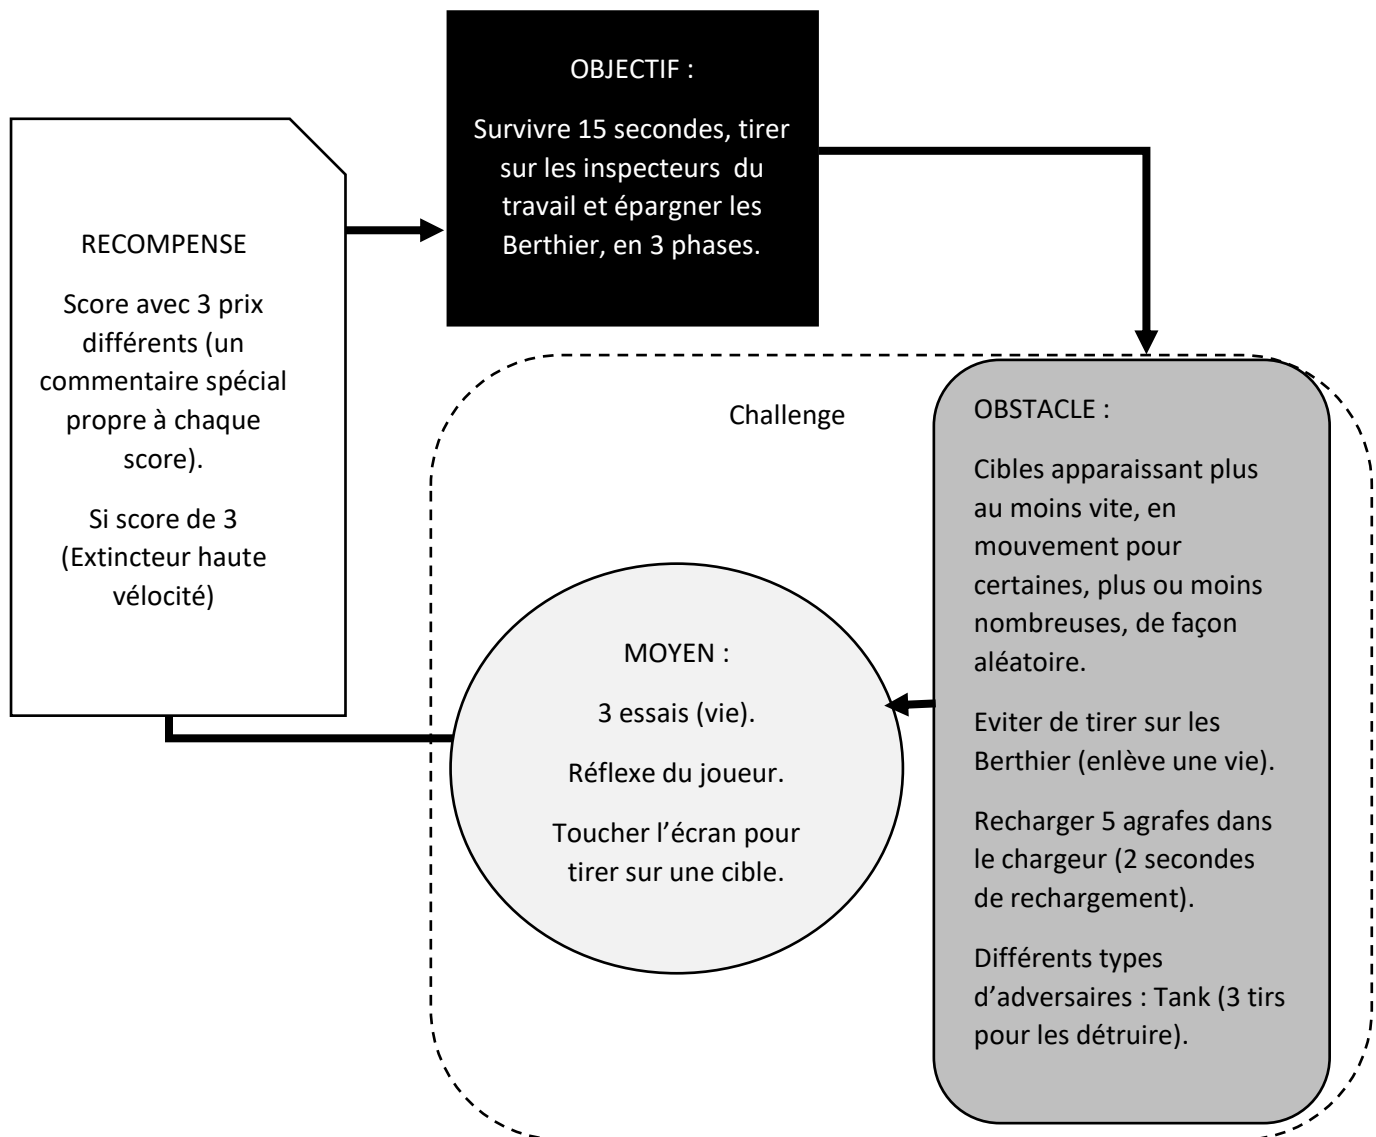 OBJECTIF :
Survivre 15 secondes, tirer
sur les inspecteurs du
travail et épargner les
Berthier, en 3 phases.
RECOMPENSE
Score avec 3 prix
différents (un
commentaire spécial
propre à chaque
score).
Si score de 3
(Extincteur haute
vélocité)
Challenge
OBSTACLE :
Cibles apparaissant plus
au moins vite, en
mouvement pour
certaines, plus ou moins
nombreuses, de façon
aléatoire.
Eviter de tirer sur les
Berthier (enlève une vie).
Recharger 5 agrafes dans
le chargeur (2 secondes
de rechargement).
Différents types
d’adversaires : Tank (3 tirs
pour les détruire).
MOYEN :
3 essais (vie).
Réflexe du joueur.
Toucher l’écran pour
tirer sur une cible.